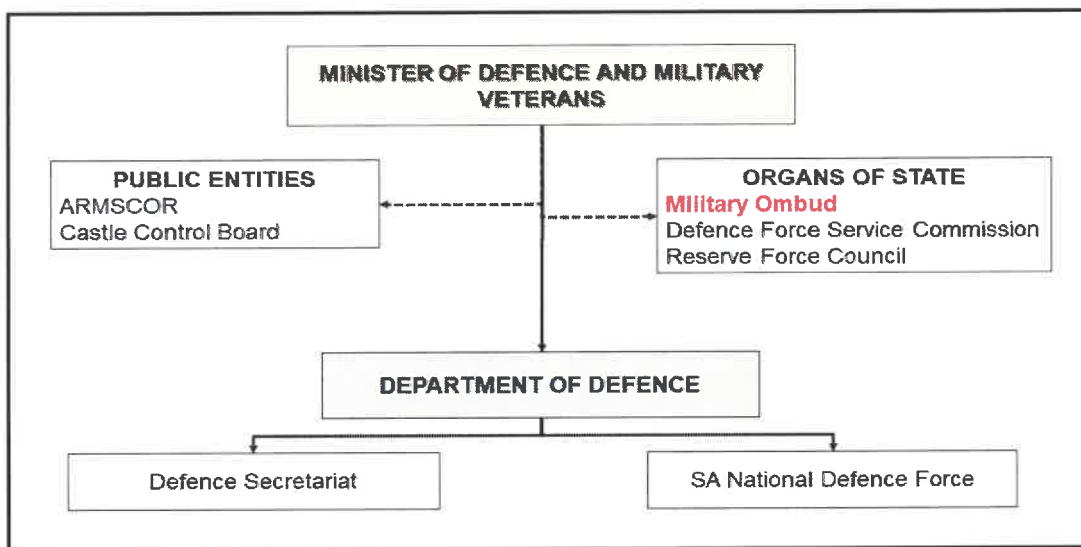 MINISTER OF DEFENCE AND MILITARY
VETERANS
PUBLIC ENTITIES
ARMSCOR
Castle Control Board
ORGANS OF STATE
Military Ombud
Defence Force Service Commission
Reserve Force Council
DEPARTMENT OF DEFENCE
Defence Secretariat
SA National Defence Force